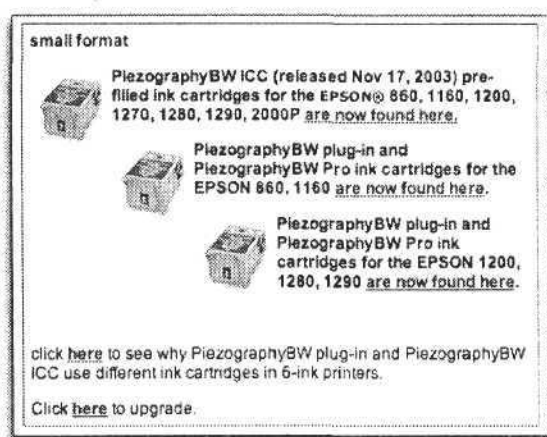 small format
PiezographyBW ICC (released Nov 17, 2003) pre-
filled ink cartridges for the EPSON® 860, 1160, 1200,
1270, 1280, 1290, 2000P are now found here.
PiezographyBW plug-in and
PiezographyBW Pro ink cartridges for the
EPSON 860, 1160 are now found here.
PiezographyBW plug-in and
PiezographyBW Pro ink
cartridges for the EPSON 1200,
1280, 1290 are now found here.
click here to see why PiezographyBW plug-in and PiezographyBW
ICC use different ink cartridges in 6-ink printers.
Click here to upgrade.